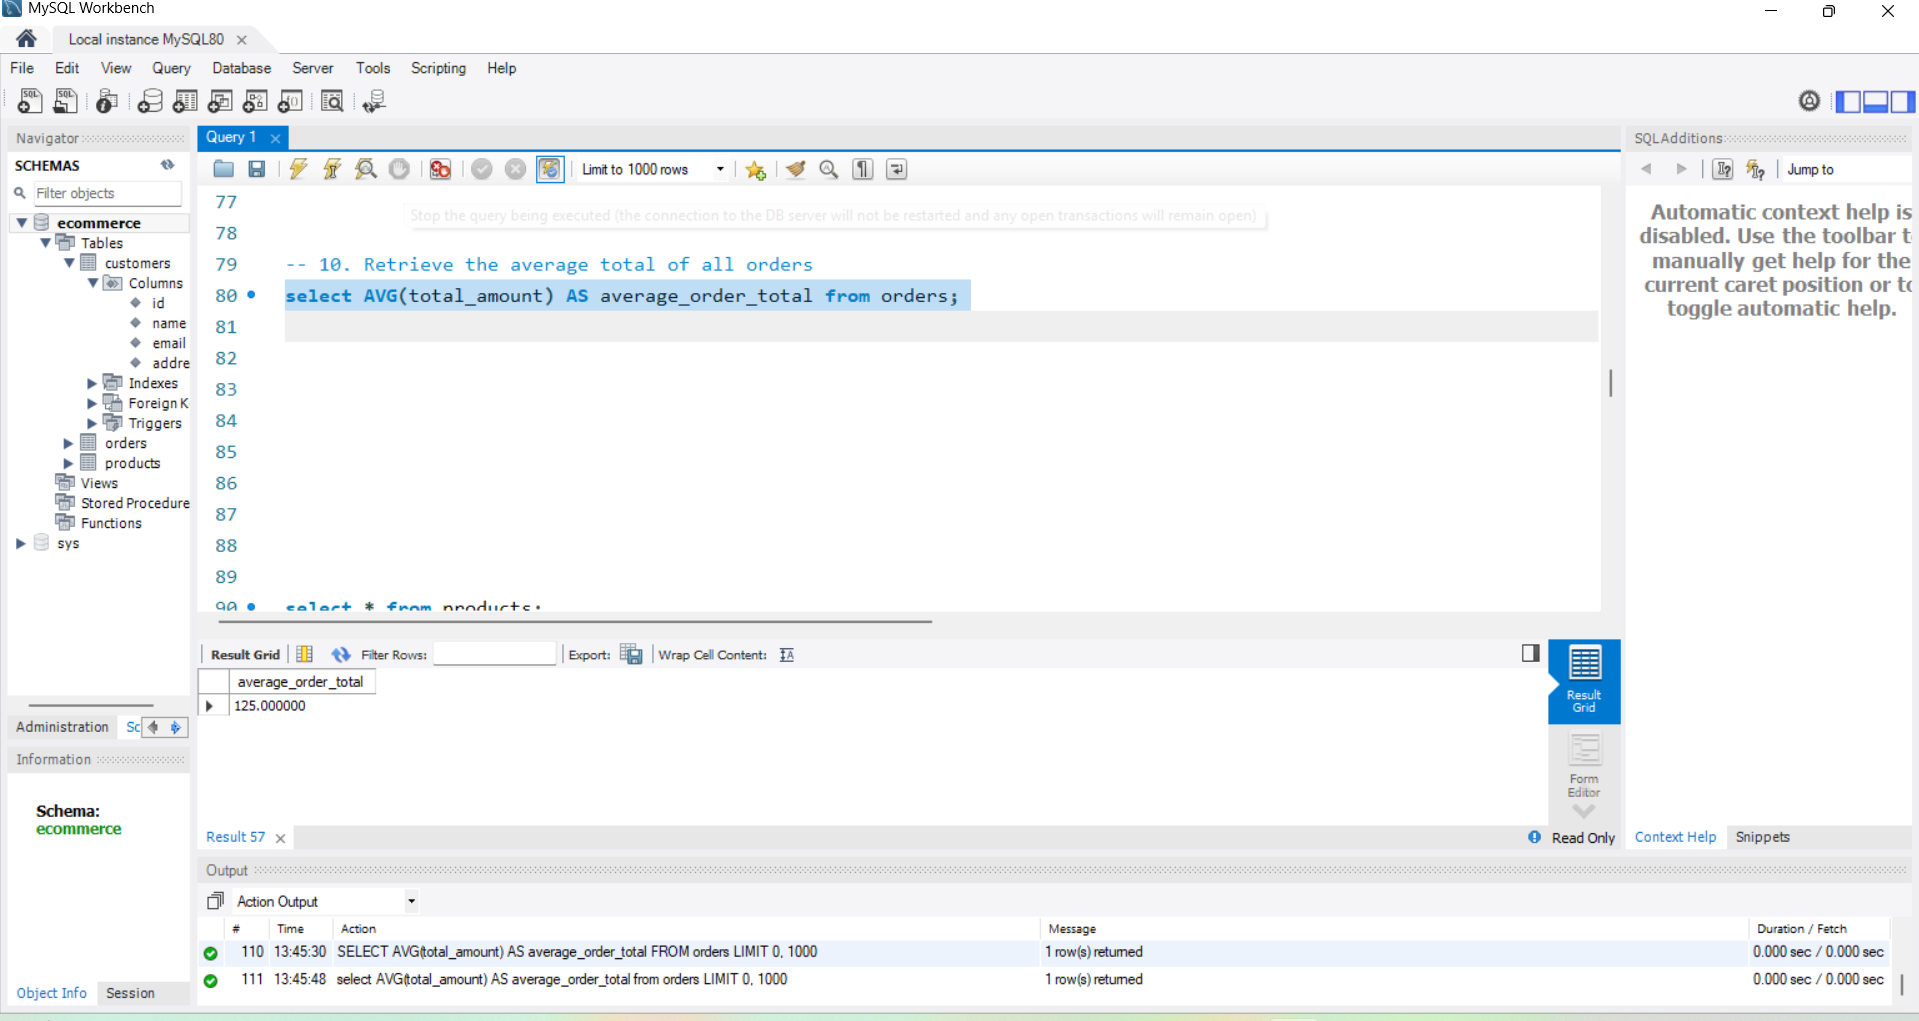 MySQL Workbench
Local instance MySQL80
File Edit View Query Database Server Tools Scripting Help
Navigator
SCHEMAS
Filter objects
ecommerce
Tables
customers
Columns
id
name
email
addre
Indexes
Foreign K
Triggers
orders
products
Views
Stored Procedure
Functions
sys
Administration Sc
Information
Schema:
ecommerce
Object Info Session
Query 1
Limit to 1000 rows
Stop the query being executed (the connection to the DB server will not be restarted and any open transactions will remain open)
77
78
79 -- 10. Retrieve the average total of all orders
80 select AVG(total_amount) AS average_order_total from orders;
81
82
83
84
85
86
87
88
89
90 select * from products;
Result Grid Filter Rows: Export: Wrap Cell Content:
average_order_total
125.000000
Result Grid
Form Editor
Result 57
Read Only
SQLAdditions
Jump to
Automatic context help is
disabled. Use the toolbar t
manually get help for the
current caret position or to
toggle automatic help.
Context Help Snippets
Output
Action Output
# Time Action Message Duration / Fetch
110 13:45:30 SELECT AVG(total_amount) AS average_order_total FROM orders LIMIT 0, 1000 1 row(s) returned 0.000 sec / 0.000 sec
111 13:45:48 select AVG(total_amount) AS average_order_total from orders LIMIT 0, 1000 1 row(s) returned 0.000 sec / 0.000 sec